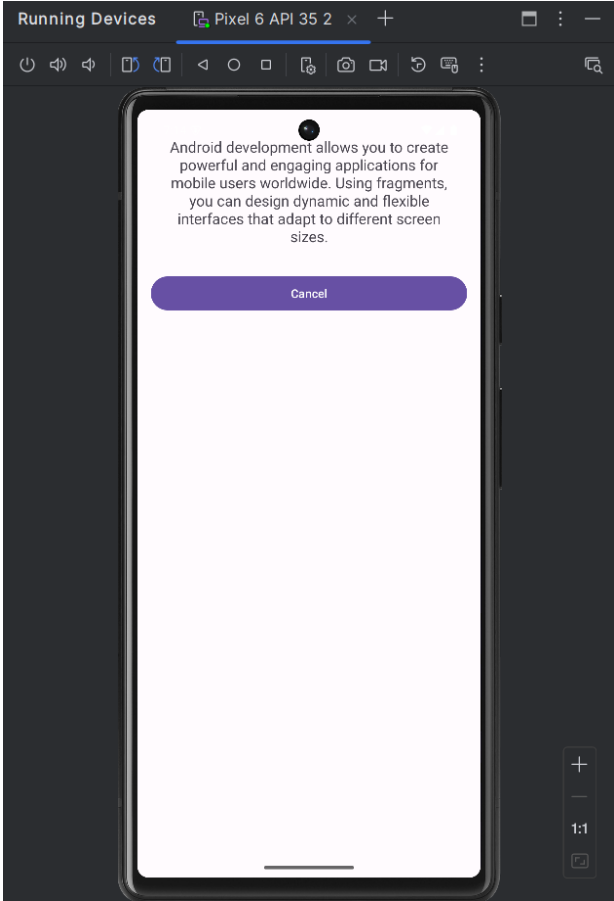 Running Devices
Pixel 6 API 35 2
Android development allows you to create
powerful and engaging applications for
mobile users worldwide. Using fragments,
you can design dynamic and flexible
interfaces that adapt to different screen
sizes.
Cancel
1:1